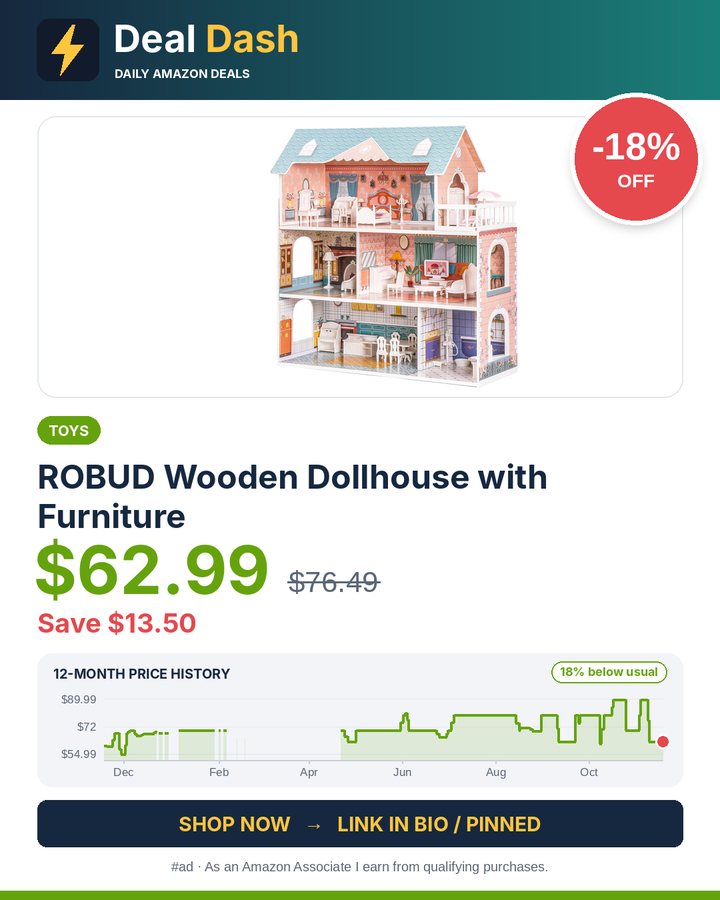 Deal Dash
DAILY AMAZON DEALS
-18%
OFF
TOYS
ROBUD Wooden Dollhouse with
Furniture
$62.99 $76.49
Save $13.50
12-MONTH PRICE HISTORY
18% below usual
$89.99
$72
$54.99
Dec Feb Apr Jun Aug Oct
SHOP NOW → LINK IN BIO / PINNED
#ad · As an Amazon Associate I earn from qualifying purchases.